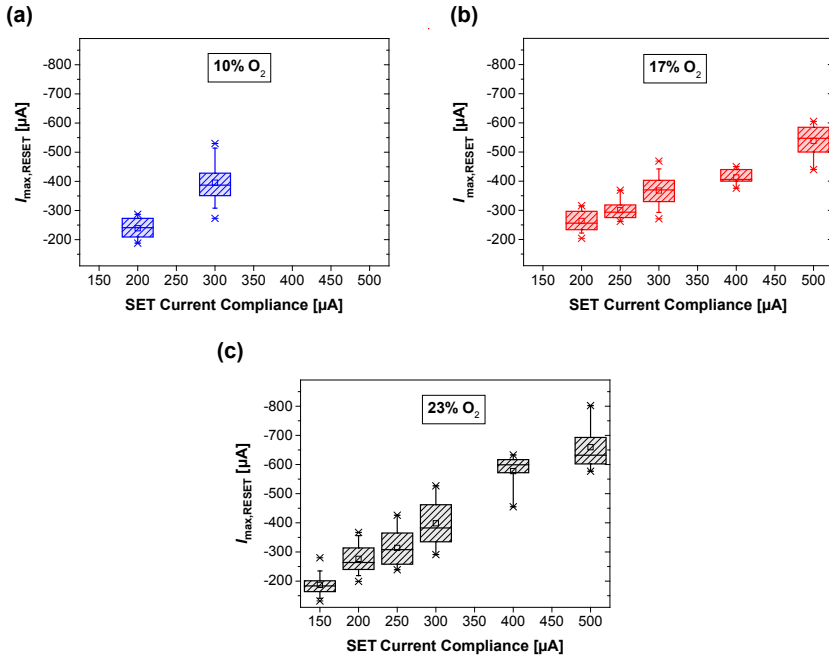 (a)
10% O₂
-800
-700
-600
-500
-400
-300
-200
I_max,RESET [µA]
150 200 250 300 350 400 450 500
SET Current Compliance [µA]
(b)
17% O₂
-800
-700
-600
-500
-400
-300
-200
I_max,RESET [µA]
150 200 250 300 350 400 450 500
SET Current Compliance [µA]
(c)
23% O₂
-800
-700
-600
-500
-400
-300
-200
I_max,RESET [µA]
150 200 250 300 350 400 450 500
SET Current Compliance [µA]